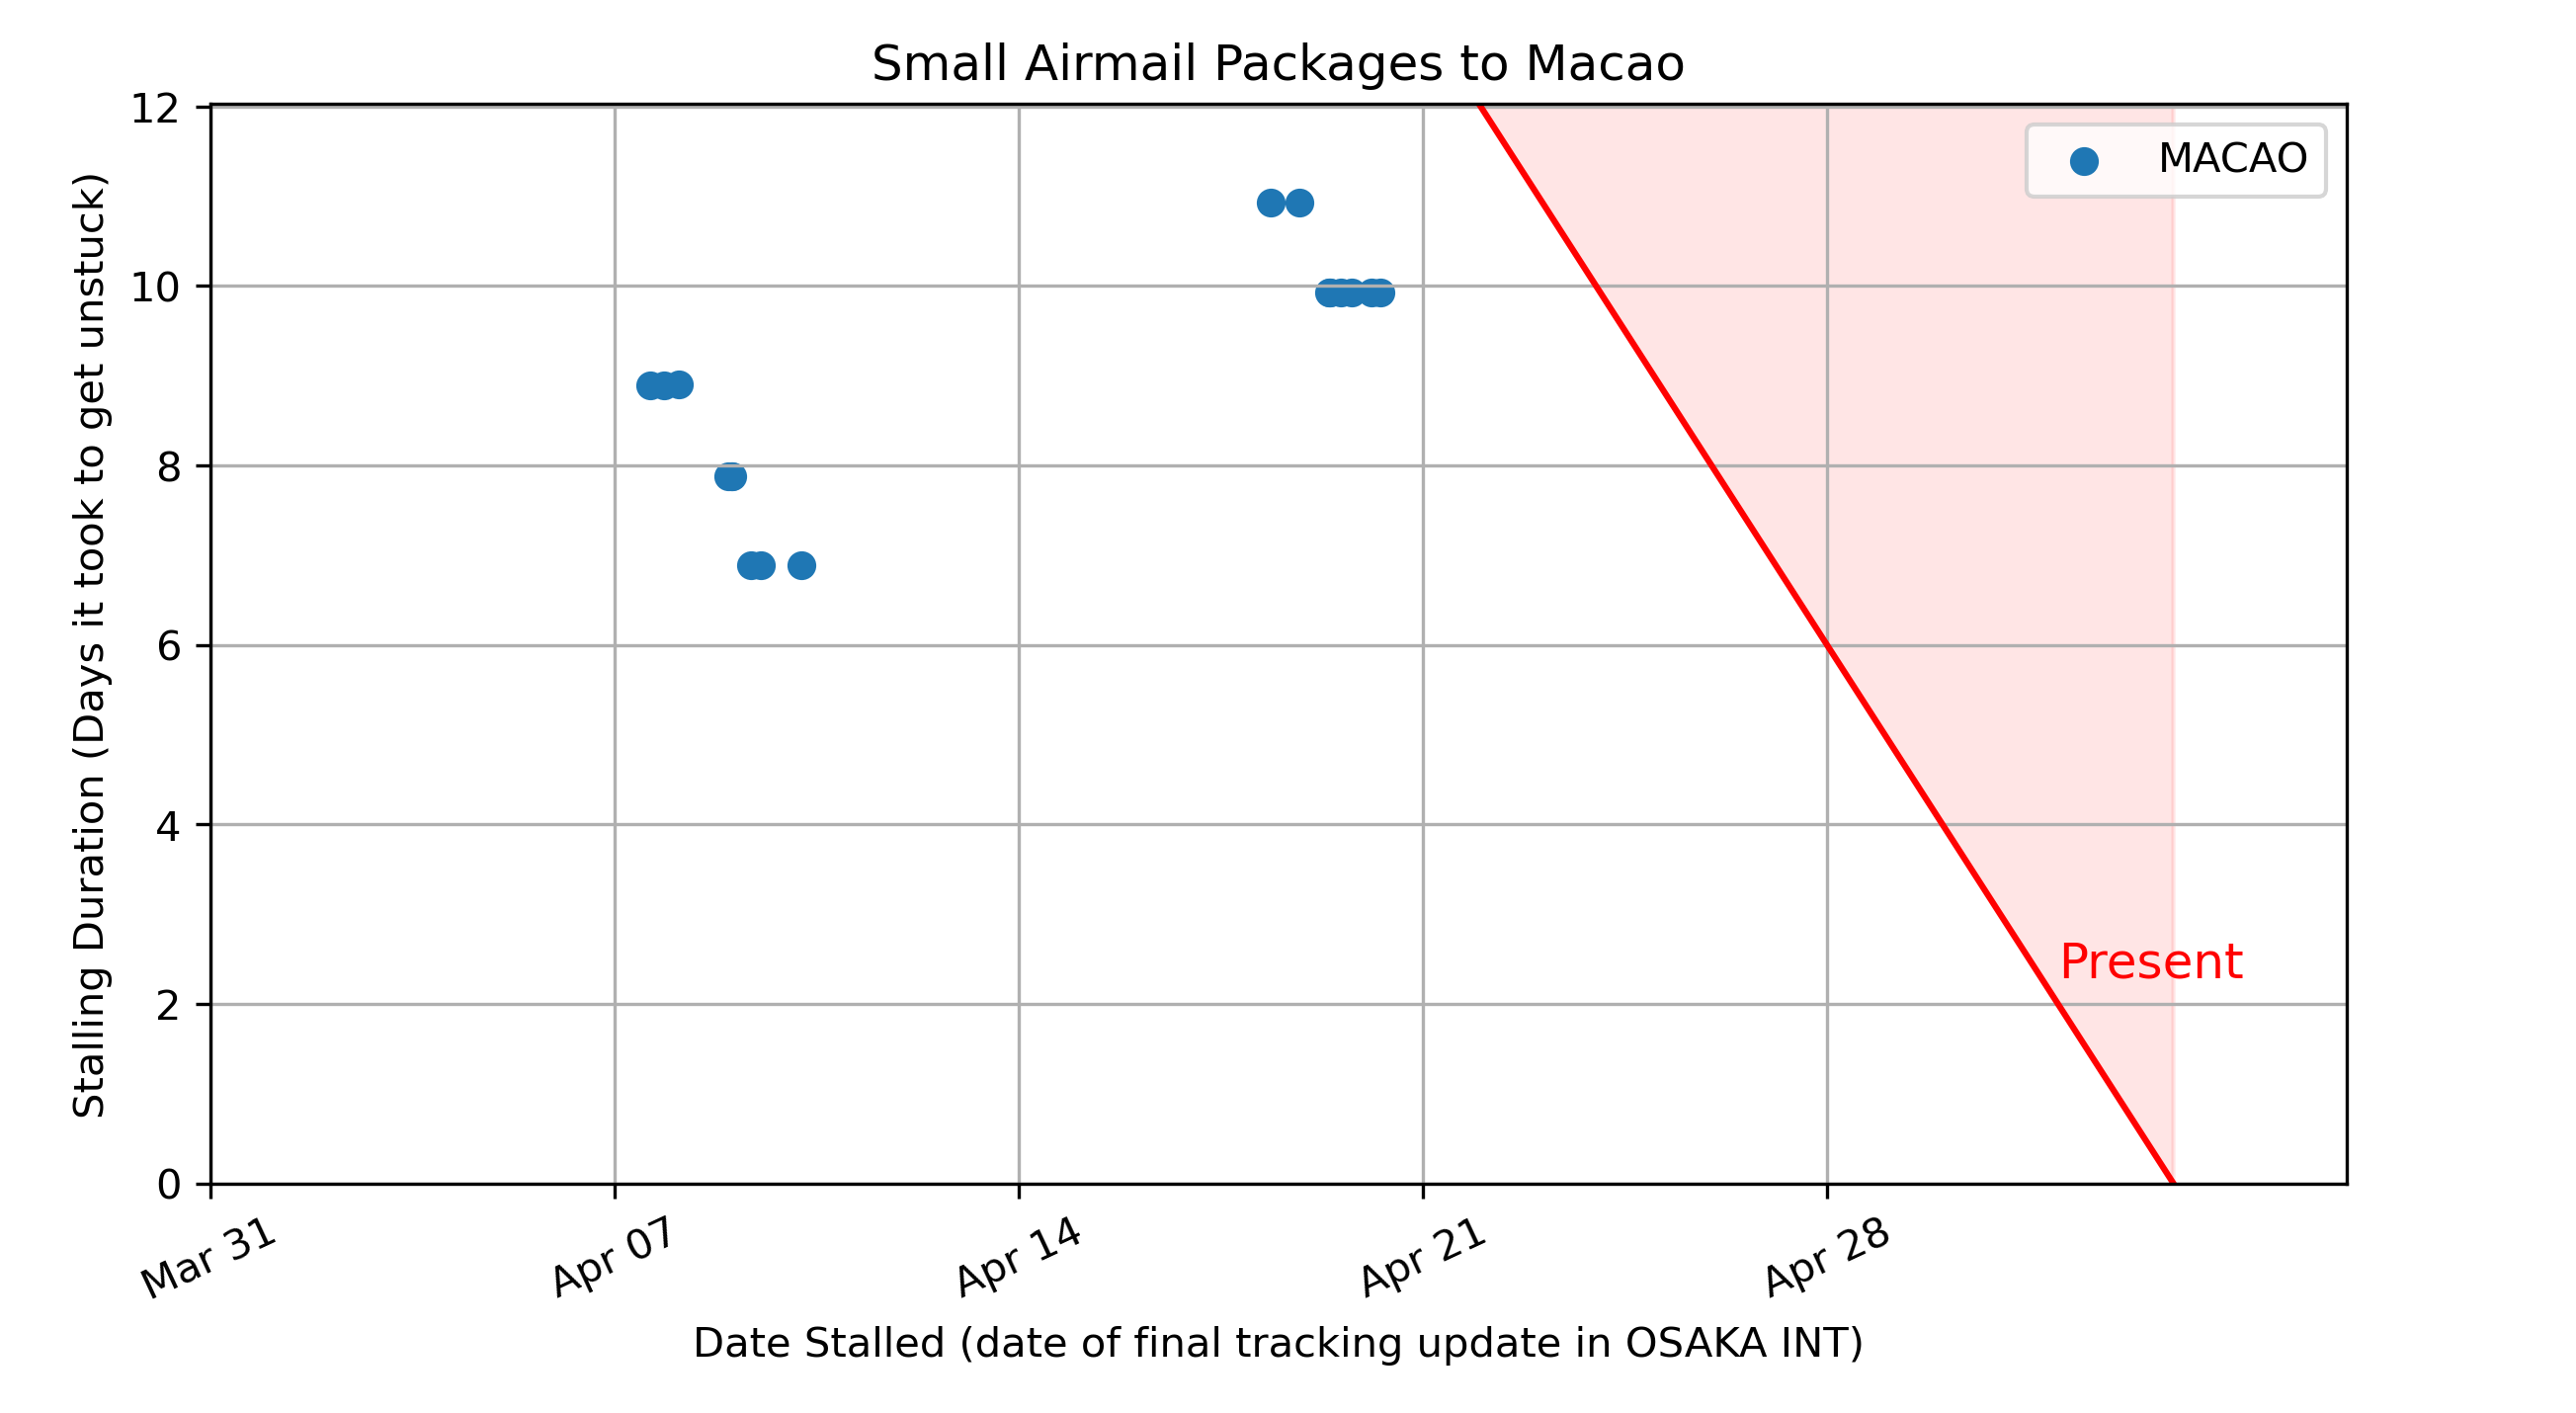 Small Airmail Packages to Macao
MACAO
Present
Stalling Duration (Days it took to get unstuck)
12
10
8
6
4
2
0
Mar 31
Apr 07
Apr 14
Apr 21
Apr 28
Date Stalled (date of final tracking update in OSAKA INT)